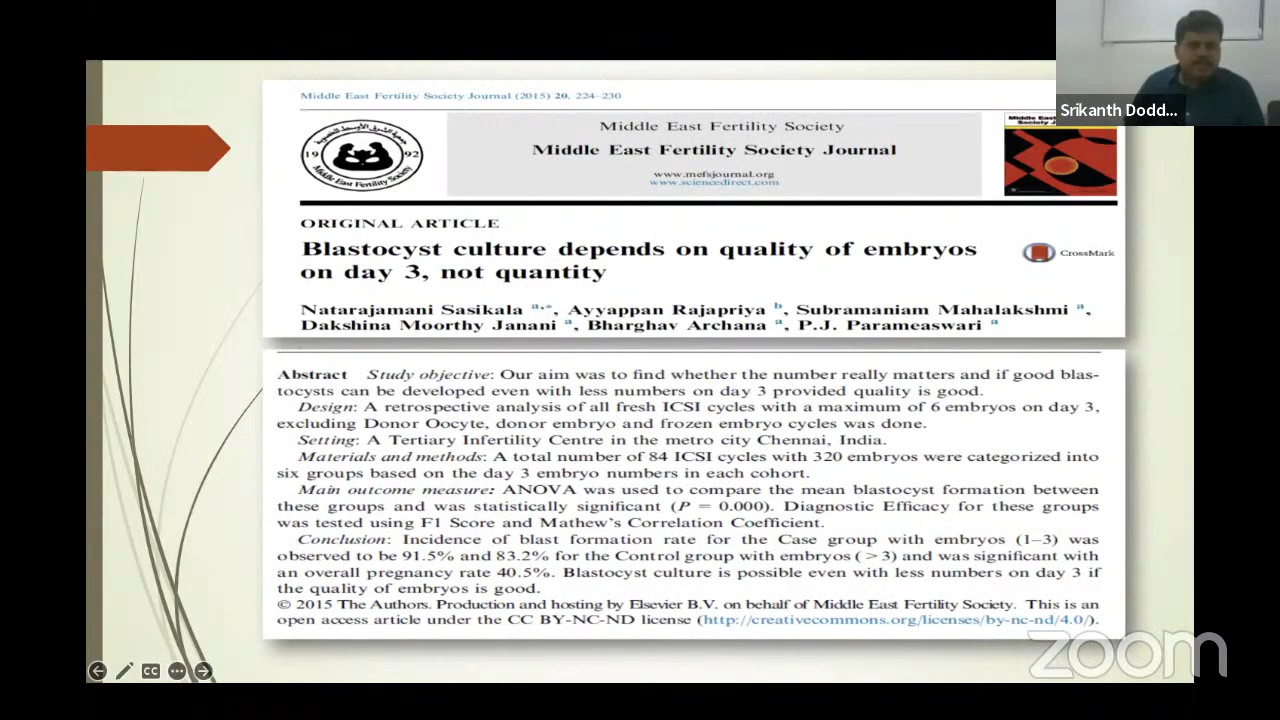 Srikanth Dodd...
Middle East Fertility Society Journal (2015) 20, 224–230
19 92
Middle East Fertility Society
Middle East Fertility Society
Middle East Fertility Society Journal
www.mefsjournal.org
www.sciencedirect.com
ORIGINAL ARTICLE
Blastocyst culture depends on quality of embryos
on day 3, not quantity
CrossMark
Natarajamani Sasikala a,*, Ayyappan Rajapriya b, Subramaniam Mahalakshmi a,
Dakshina Moorthy Janani a, Bharghav Archana a, P.J. Parameaswari a
Abstract Study objective: Our aim was to find whether the number really matters and if good blas-
tocysts can be developed even with less numbers on day 3 provided quality is good.
Design: A retrospective analysis of all fresh ICSI cycles with a maximum of 6 embryos on day 3,
excluding Donor Oocyte, donor embryo and frozen embryo cycles was done.
Setting: A Tertiary Infertility Centre in the metro city Chennai, India.
Materials and methods: A total number of 84 ICSI cycles with 320 embryos were categorized into
six groups based on the day 3 embryo numbers in each cohort.
Main outcome measure: ANOVA was used to compare the mean blastocyst formation between
these groups and was statistically significant (P = 0.000). Diagnostic Efficacy for these groups
was tested using F1 Score and Mathew's Correlation Coefficient.
Conclusion: Incidence of blast formation rate for the Case group with embryos (1–3) was
observed to be 91.5% and 83.2% for the Control group with embryos (>3) and was significant with
an overall pregnancy rate 40.5%. Blastocyst culture is possible even with less numbers on day 3 if
the quality of embryos is good.
© 2015 The Authors. Production and hosting by Elsevier B.V. on behalf of Middle East Fertility Society. This is an
open access article under the CC BY-NC-ND license (http://creativecommons.org/licenses/by-nc-nd/4.0/).
CC
zoom